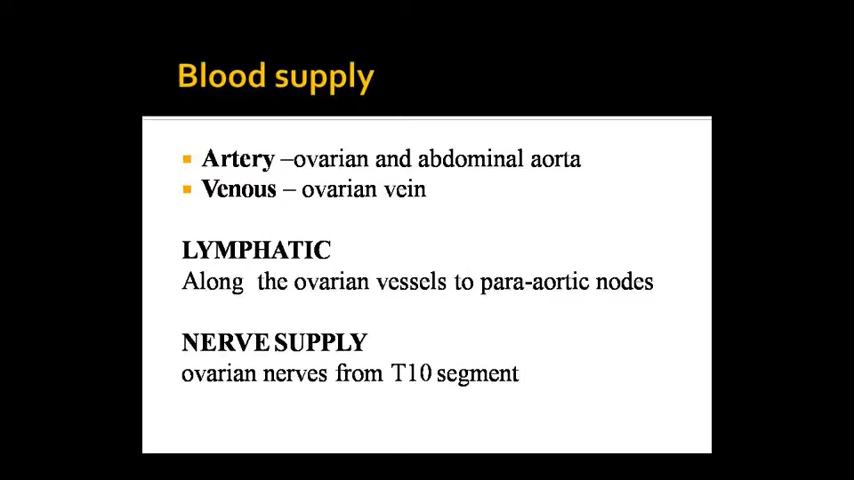 Blood supply
Artery –ovarian and abdominal aorta
Venous – ovarian vein
LYMPHATIC
Along the ovarian vessels to para-aortic nodes
NERVE SUPPLY
ovarian nerves from T10 segment